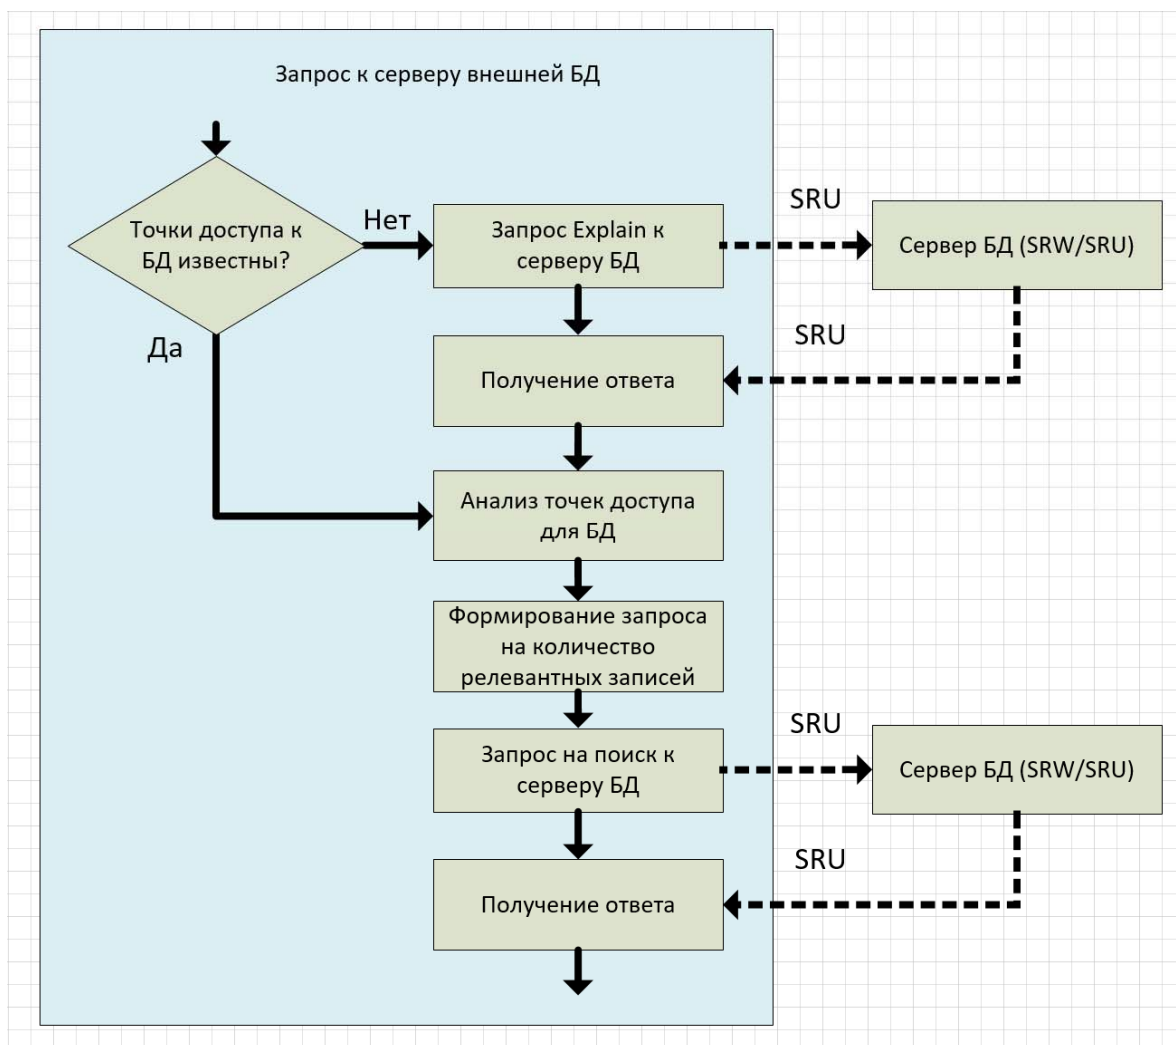 Запрос к серверу внешней БД
Точки доступа к
БД известны?
Нет
Да
Запрос Explain к
серверу БД
SRU
Сервер БД (SRW/SRU)
SRU
Получение ответа
Анализ точек доступа
для БД
Формирование запроса
на количество
релевантных записей
Запрос на поиск к
серверу БД
SRU
Сервер БД (SRW/SRU)
SRU
Получение ответа